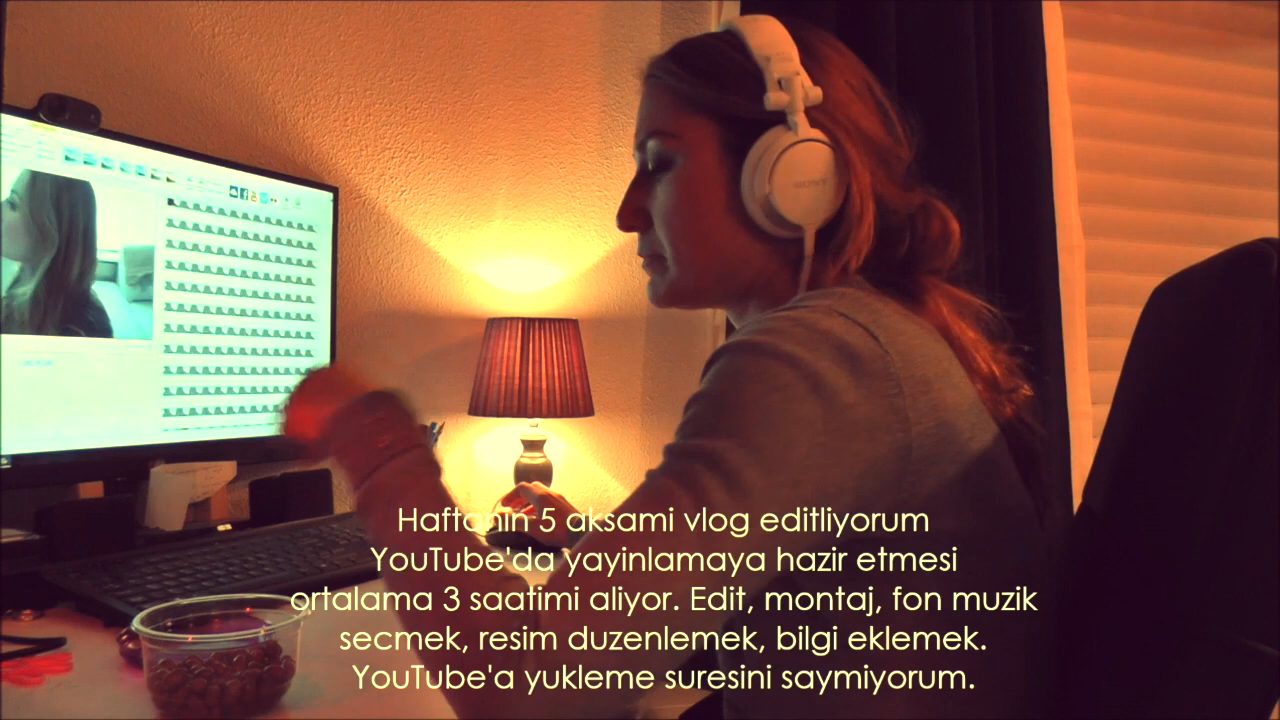 SONY
Haftanin 5 aksami vlog editliyorum
YouTube'da yayinlamaya hazir etmesi
ortalama 3 saatimi aliyor. Edit, montaj, fon muzik
secmek, resim duzenlemek, bilgi eklemek.
YouTube'a yukleme suresini saymiyorum.